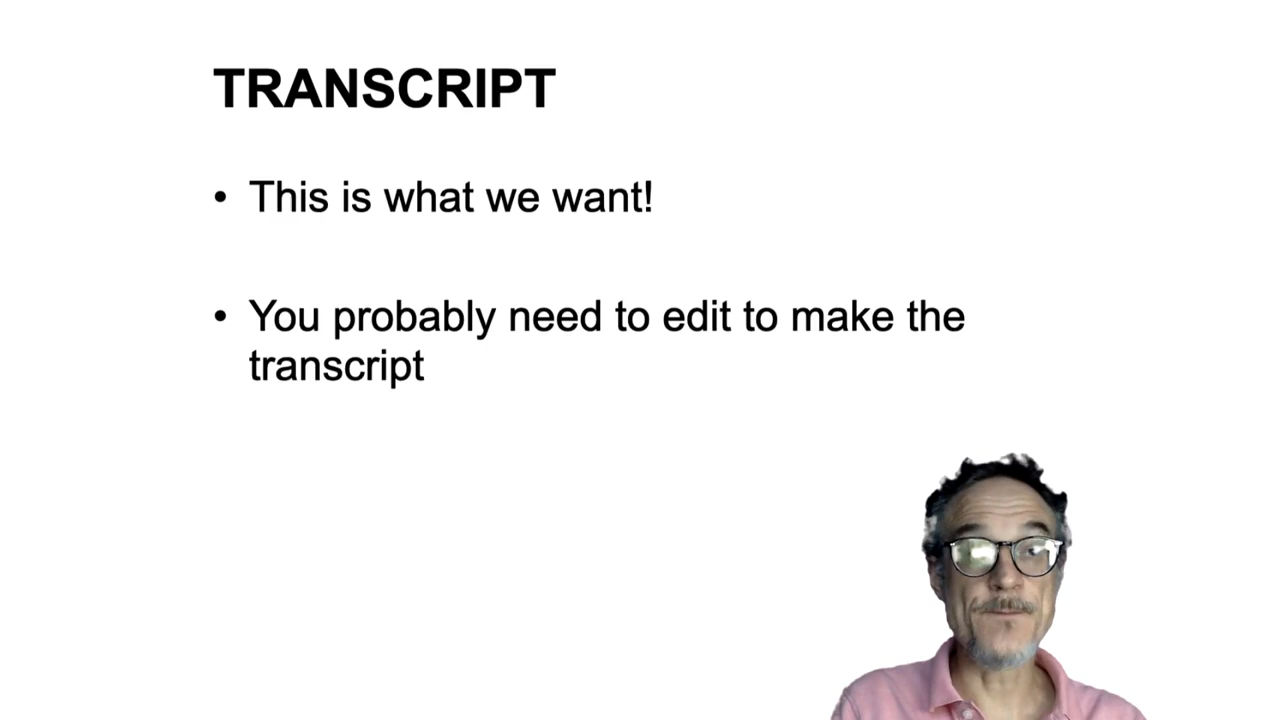 TRANSCRIPT
• This is what we want!
• You probably need to edit to make the
transcript